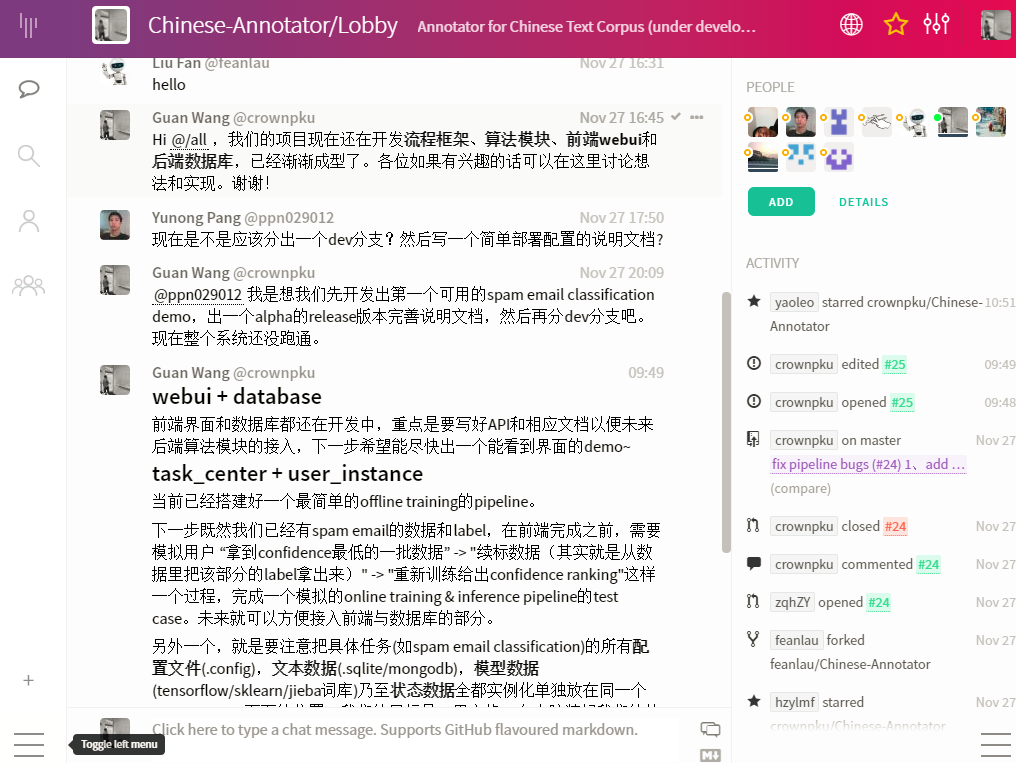 Chinese-Annotator/Lobby
Annotator for Chinese Text Corpus (under develo…
Liu Fan @feanlau
Nov 27 16:31
hello
Guan Wang @crownpku
Nov 27 16:45
Hi @/all ，我们的项目现在还在开发流程框架、算法模块、前端webui和
后端数据库，已经渐渐成型了。各位如果有兴趣的话可以在这里讨论想
法和实现。谢谢！
Yunong Pang @ppn029012
Nov 27 17:50
现在是不是应该分出一个dev分支？然后写一个简单部署配置的说明文档?
Guan Wang @crownpku
Nov 27 20:09
@ppn029012 我是想我们先开发出第一个可用的spam email classification
demo，出一个alpha的release版本完善说明文档，然后再分dev分支吧。
现在整个系统还没跑通。
Guan Wang @crownpku
09:49
webui + database
前端界面和数据库都还在开发中，重点是要写好API和相应文档以便未来
后端算法模块的接入，下一步希望能尽快出一个能看到界面的demo~
task_center + user_instance
当前已经搭建好一个最简单的offline training的pipeline。
下一步既然我们已经有spam email的数据和label，在前端完成之前，需要
模拟用户 “拿到confidence最低的一批数据” -> "续标数据（其实就是从数
据里把该部分的label拿出来）" -> "重新训练给出confidence ranking"这样
一个过程，完成一个模拟的online training & inference pipeline的test
case。未来就可以方便接入前端与数据库的部分。
另外一个，就是要注意把具体任务(如spam email classification)的所有配
置文件(.config)，文本数据(.sqlite/mongodb)，模型数据
(tensorflow/sklearn/jieba词库)乃至状态数据全都实例化单独放在同一个
Click here to type a chat message. Supports GitHub flavoured markdown.
Toggle left menu
PEOPLE
ADD
DETAILS
ACTIVITY
yaoleo starred crownpku/Chinese-
10:51
Annotator
crownpku edited #25
09:49
crownpku opened #25
09:48
crownpku on master
Nov 27
fix pipeline bugs (#24) 1、add …
(compare)
crownpku closed #24
Nov 27
crownpku commented #24
Nov 27
zqhZY opened #24
Nov 27
feanlau forked
Nov 27
feanlau/Chinese-Annotator
hzylmf starred
Nov 27
crownpku/Chinese-Annotator